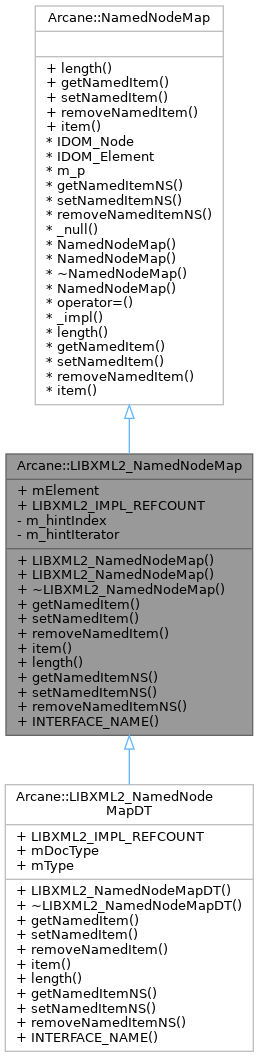 Arcane::NamedNodeMap
+ length()
+ getNamedItem()
+ setNamedItem()
+ removeNamedItem()
+ item()
* IDOM_Node
* IDOM_Element
* m_p
* getNamedItemNS()
* setNamedItemNS()
* removeNamedItemNS()
* _null()
* NamedNodeMap()
* NamedNodeMap()
* ~NamedNodeMap()
* NamedNodeMap()
* operator=()
* _impl()
* length()
* getNamedItem()
* setNamedItem()
* removeNamedItem()
* item()
Arcane::LIBXML2_NamedNodeMap
+ mElement
+ LIBXML2_IMPL_REFCOUNT
- m_hintIndex
- m_hintIterator
+ LIBXML2_NamedNodeMap()
+ LIBXML2_NamedNodeMap()
+ ~LIBXML2_NamedNodeMap()
+ getNamedItem()
+ setNamedItem()
+ removeNamedItem()
+ item()
+ length()
+ getNamedItemNS()
+ setNamedItemNS()
+ removeNamedItemNS()
+ INTERFACE_NAME()
Arcane::LIBXML2_NamedNode
MapDT
+ LIBXML2_IMPL_REFCOUNT
+ mDocType
+ mType
+ LIBXML2_NamedNodeMapDT()
+ ~LIBXML2_NamedNodeMapDT()
+ getNamedItem()
+ setNamedItem()
+ removeNamedItem()
+ item()
+ length()
+ getNamedItemNS()
+ setNamedItemNS()
+ removeNamedItemNS()
+ INTERFACE_NAME()